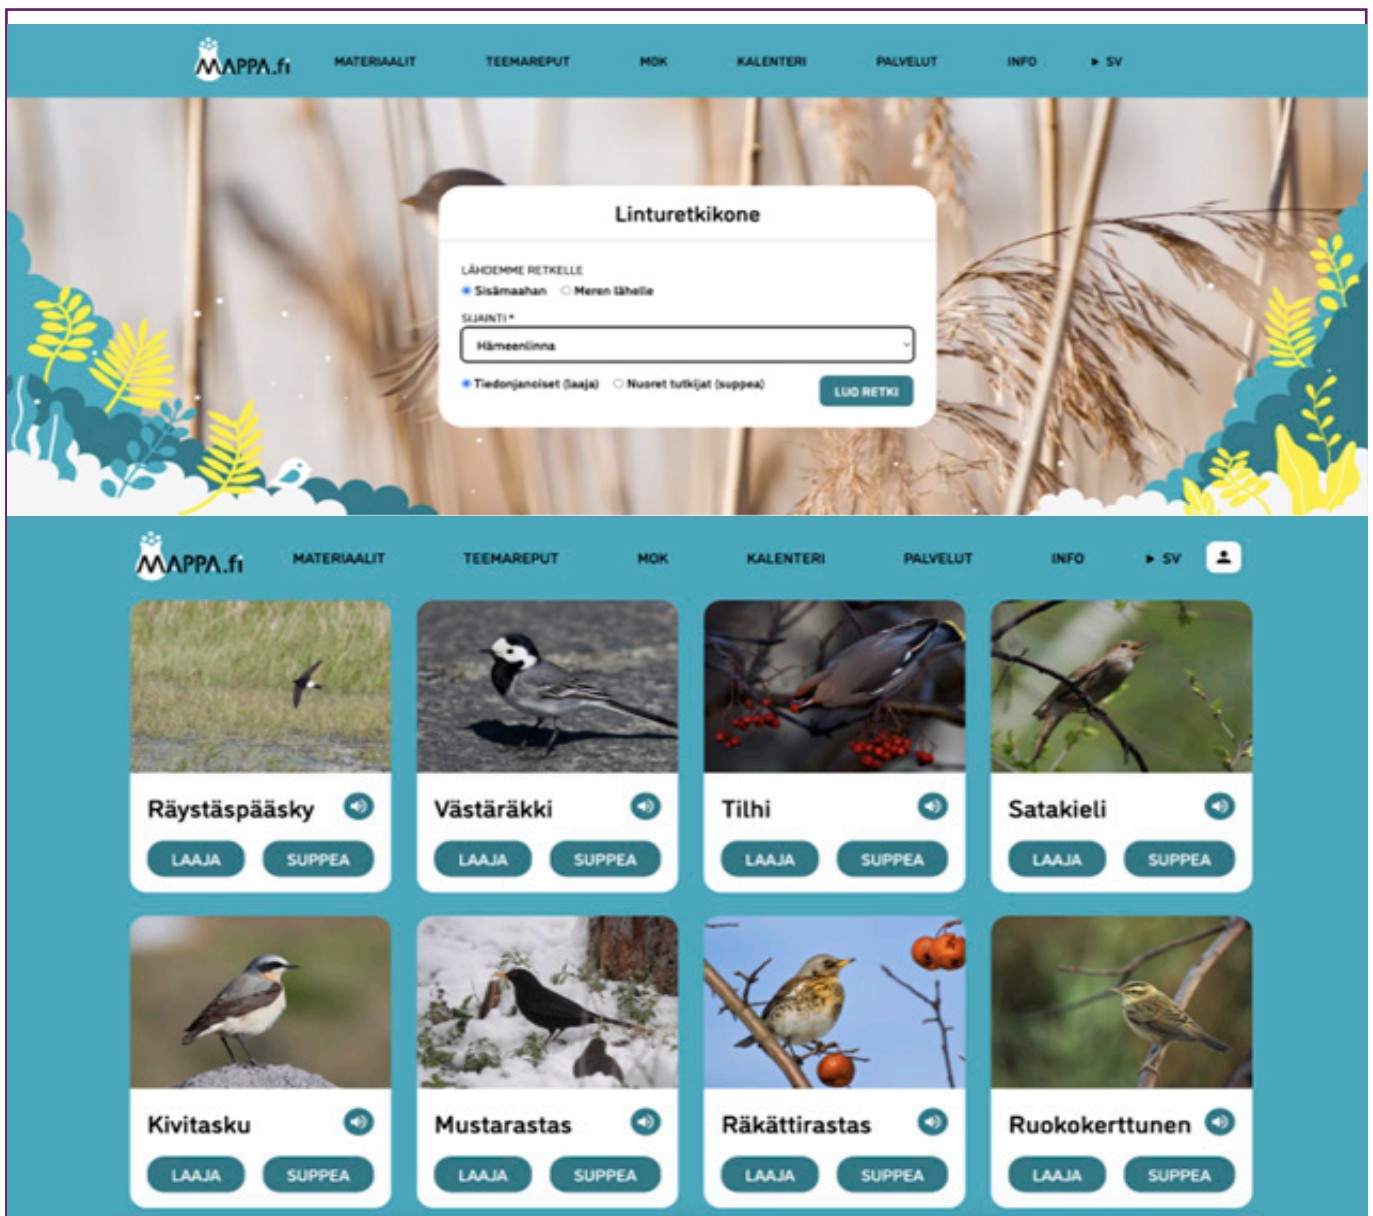 MAPPA.fi MATERIAALIT TEEMAREPUT MOK KALENTERI PALVELUT INFO ▶ SV
Linturetkikone
LÄHDEMME RETKELLE
Sisämaahan Meren lähelle
SIJAINTI *
Hämeenlinna
Tiedonjanoiset (laaja) Nuoret tutkijat (suppea) LUO RETKI
MAPPA.fi MATERIAALIT TEEMAREPUT MOK KALENTERI PALVELUT INFO ▶ SV
Räystäspääsky Västäräkki Tilhi Satakieli
LAAJA SUPPEA LAAJA SUPPEA LAAJA SUPPEA LAAJA SUPPEA
Kivitasku Mustarastas Räkättirastas Ruokokerttunen
LAAJA SUPPEA LAAJA SUPPEA LAAJA SUPPEA LAAJA SUPPEA